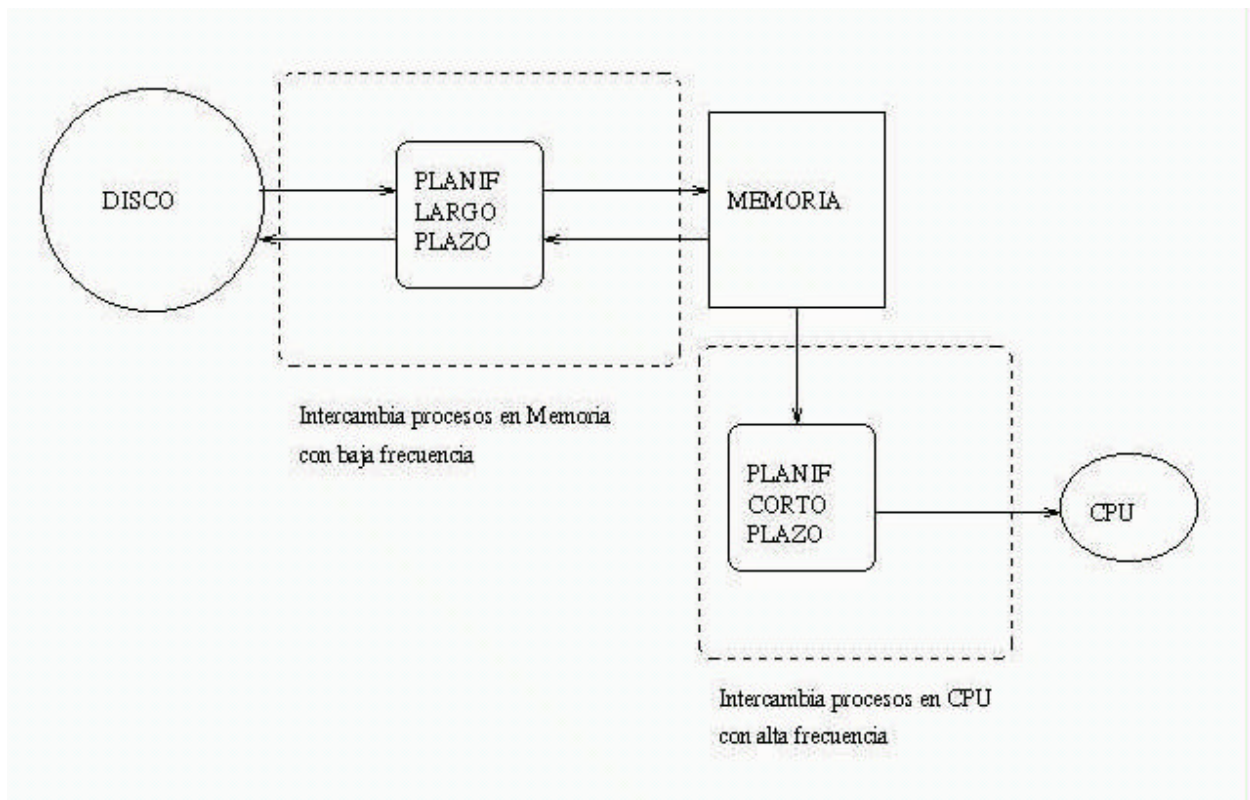 DISCO
PLANIF
LARGO
PLAZO
MEMORIA
Intercambia procesos en Memoria
con baja frecuencia
PLANIF
CORTO
PLAZO
CPU
Intercambia procesos en CPU
con alta frecuencia